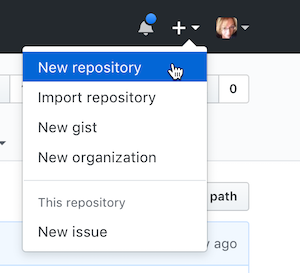 New repository
0
Import repository
New gist
New organization
path
This repository
ago
New issue